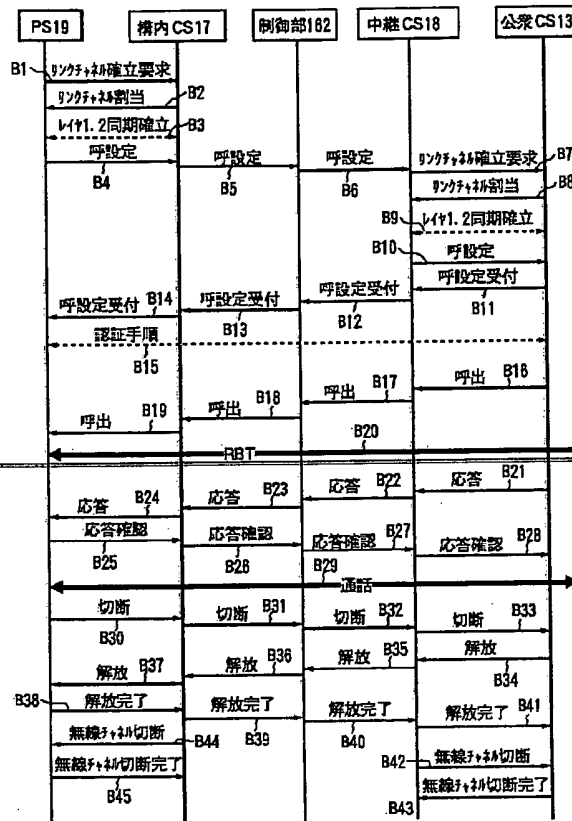 PS19
構内CS17
制御部162
中継CS18
公衆CS13
B1
リンクチャネル確立要求
リンクチャネル割当
B2
レイヤ1.2同期確立
B3
呼設定
B4
呼設定
B5
呼設定
B6
リンクチャネル確立要求
B7
リンクチャネル割当
B8
B9
レイヤ1.2同期確立
B10
呼設定
呼設定受付
B11
呼設定受付
B12
呼設定受付
B13
呼設定受付
B14
認証手順
B15
呼出
B16
呼出
B17
呼出
B18
呼出
B19
B20
RBT
応答
B21
応答
B22
応答
B23
応答
B24
応答確認
B25
応答確認
B26
応答確認
B27
応答確認
B28
B29
通話
切断
B30
切断
B31
切断
B32
切断
B33
解放
B34
解放
B35
解放
B36
解放
B37
B38
解放完了
解放完了
B39
解放完了
B40
解放完了
B41
無線チャネル切断
B44
B42
無線チャネル切断
無線チャネル切断完了
B45
無線チャネル切断完了
B43